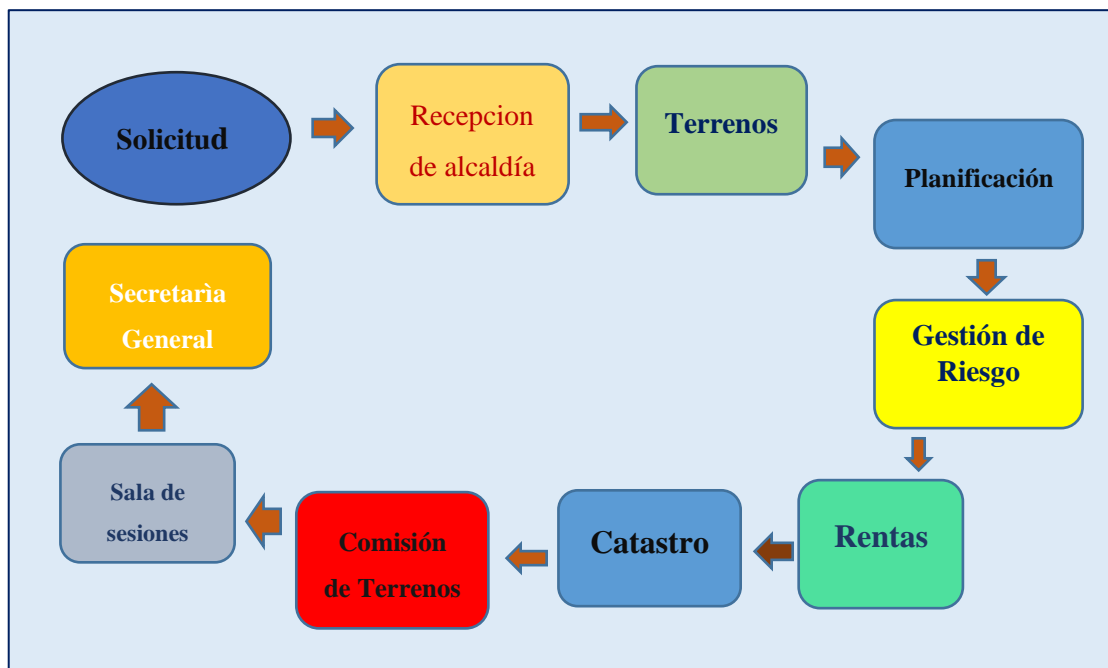 Solicitud
Recepcion
de alcaldía
Terrenos
Planificación
Gestión de
Riesgo
Rentas
Catastro
Comisión
de Terrenos
Sala de
sesiones
Secretarìa
General